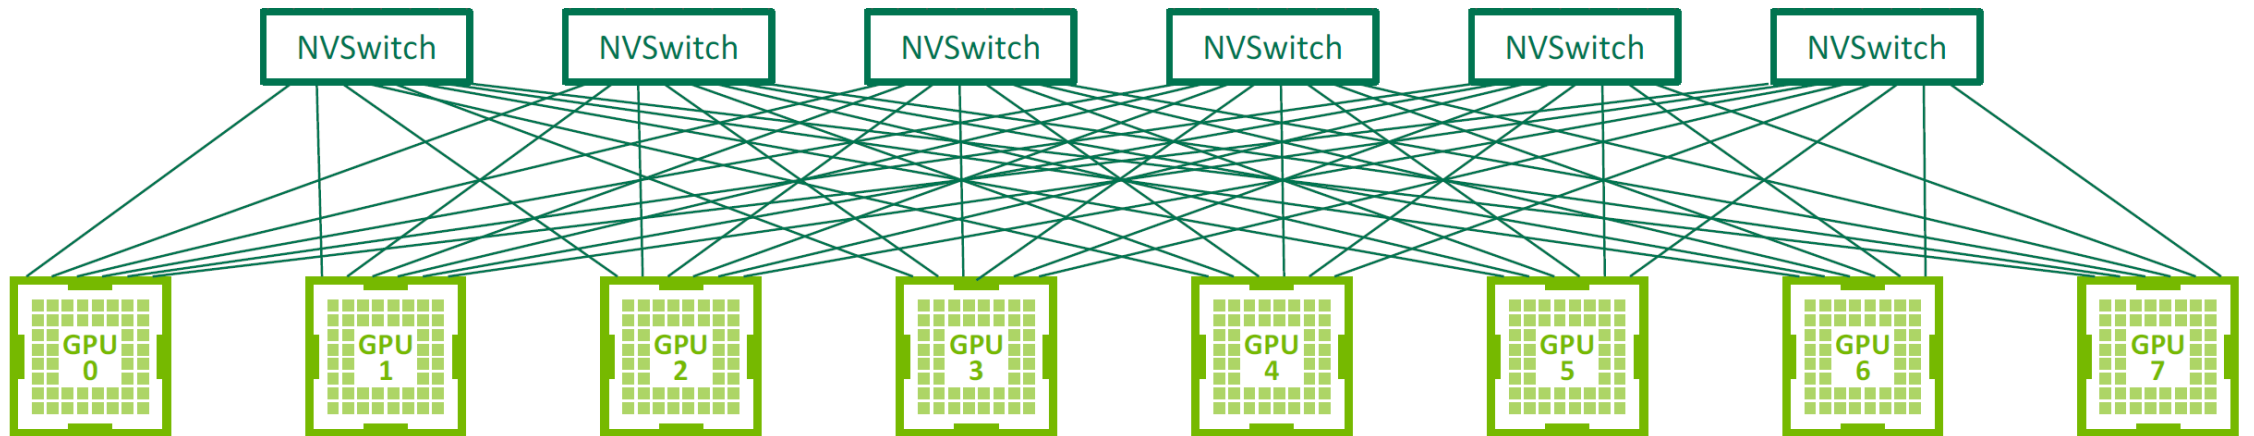 NVSwitch
NVSwitch
NVSwitch
NVSwitch
NVSwitch
NVSwitch
GPU
0
GPU
1
GPU
2
GPU
3
GPU
4
GPU
5
GPU
6
GPU
7